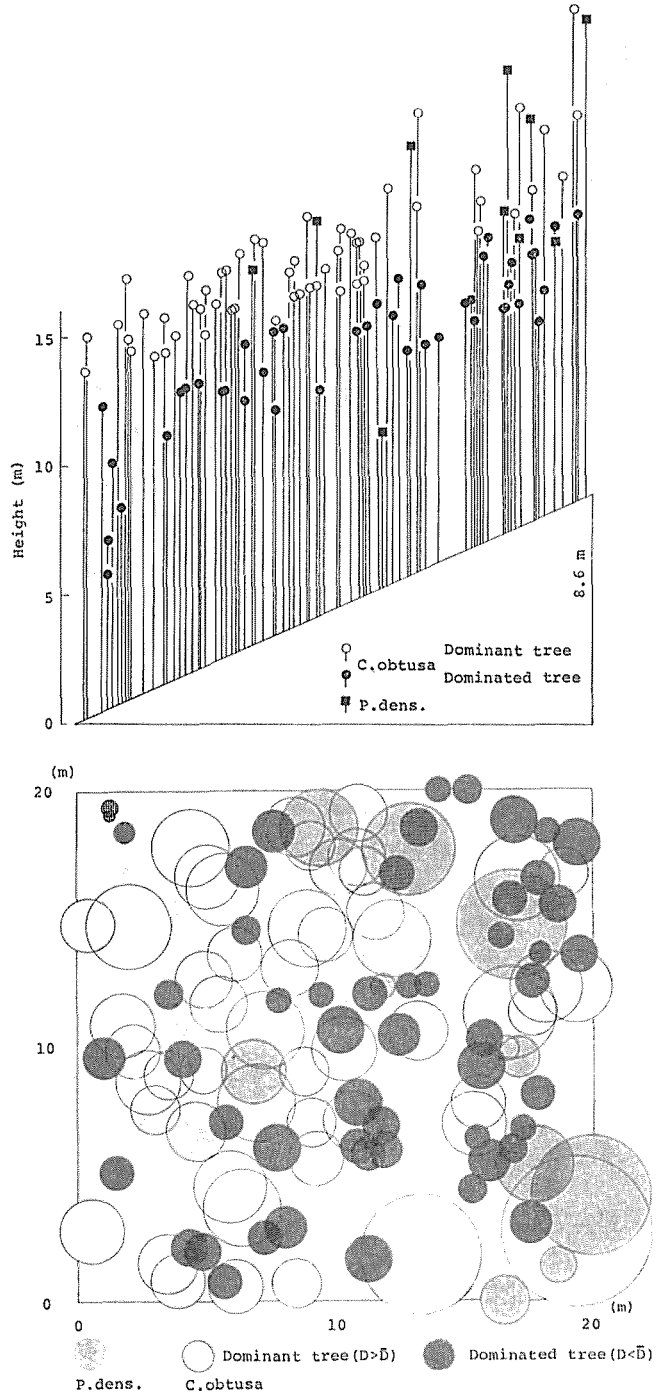 15
10
Height (m)
5
0
8.6 m
Dominant tree
C.obtusa
Dominated tree
P.dens.
(m)
20
10
0
0 10 20
(m)
Dominant tree(D>D̄) Dominated tree(D<D̄)
P.dens. C.obtusa